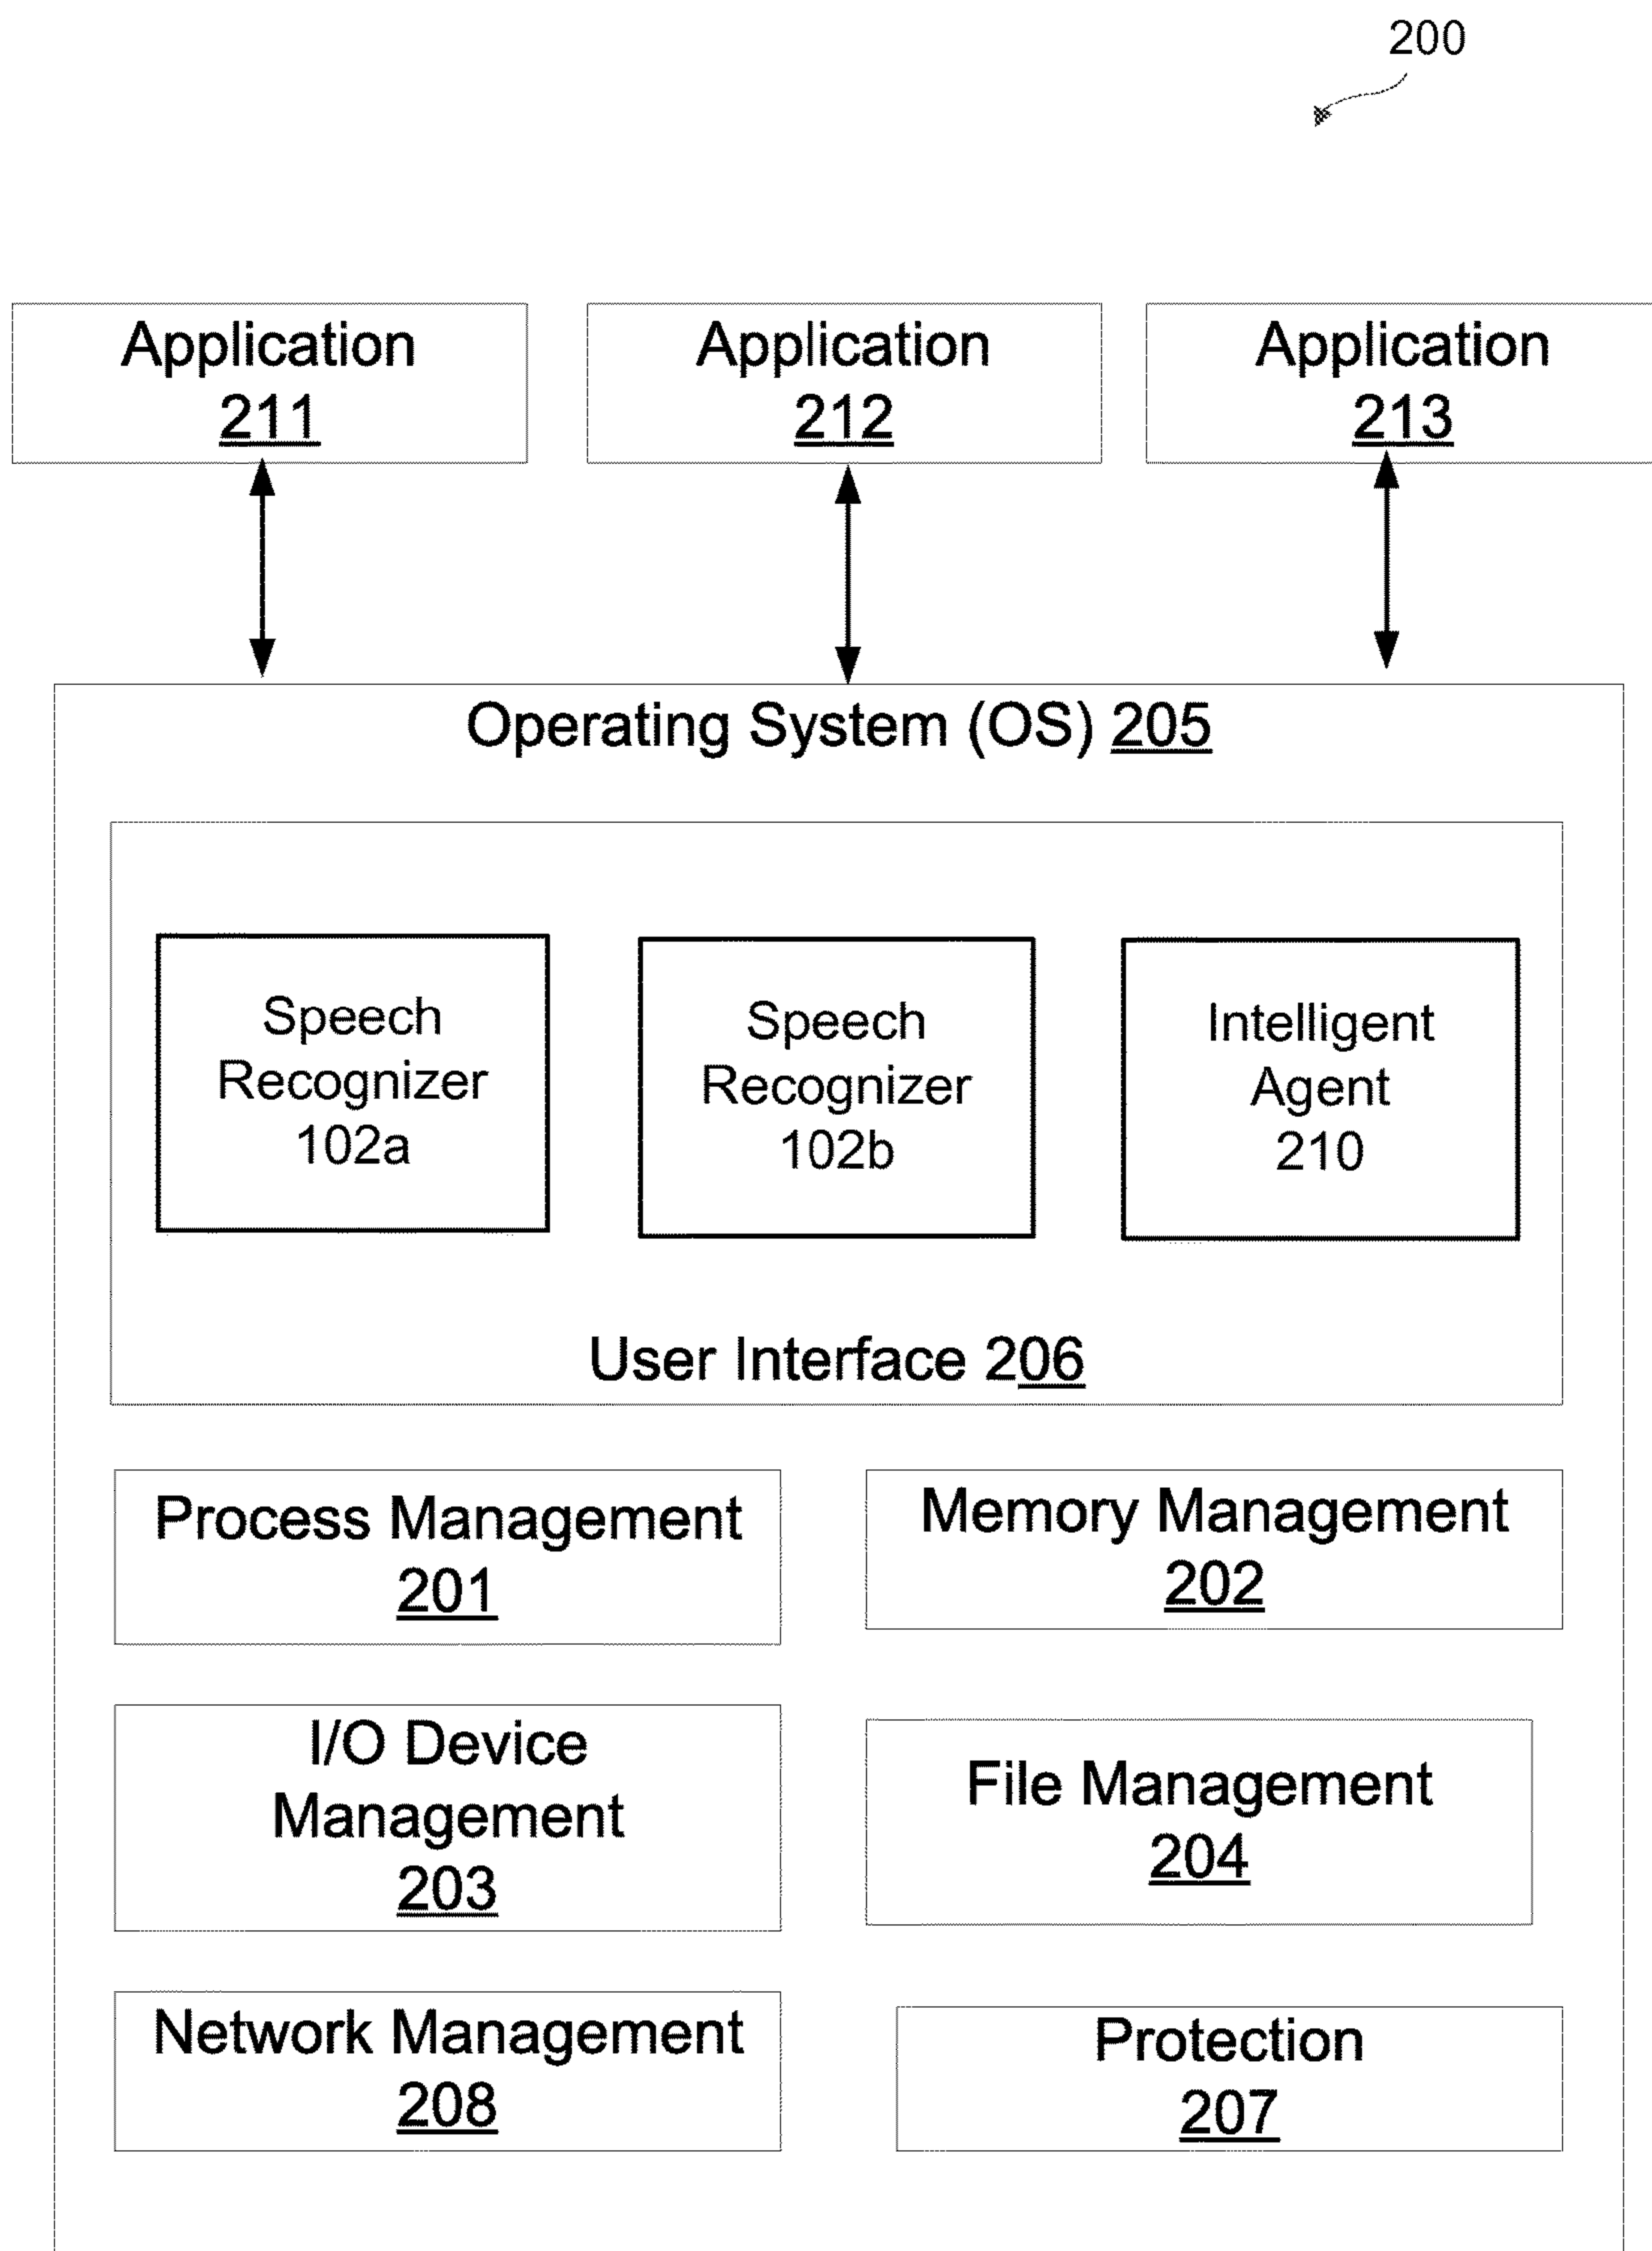 200
Application
211
Application
212
Application
213
Operating System (OS) 205
Speech
Recognizer
102a
Speech
Recognizer
102b
Intelligent
Agent
210
User Interface 206
Process Management
201
Memory Management
202
I/O Device
Management
203
File Management
204
Network Management
208
Protection
207